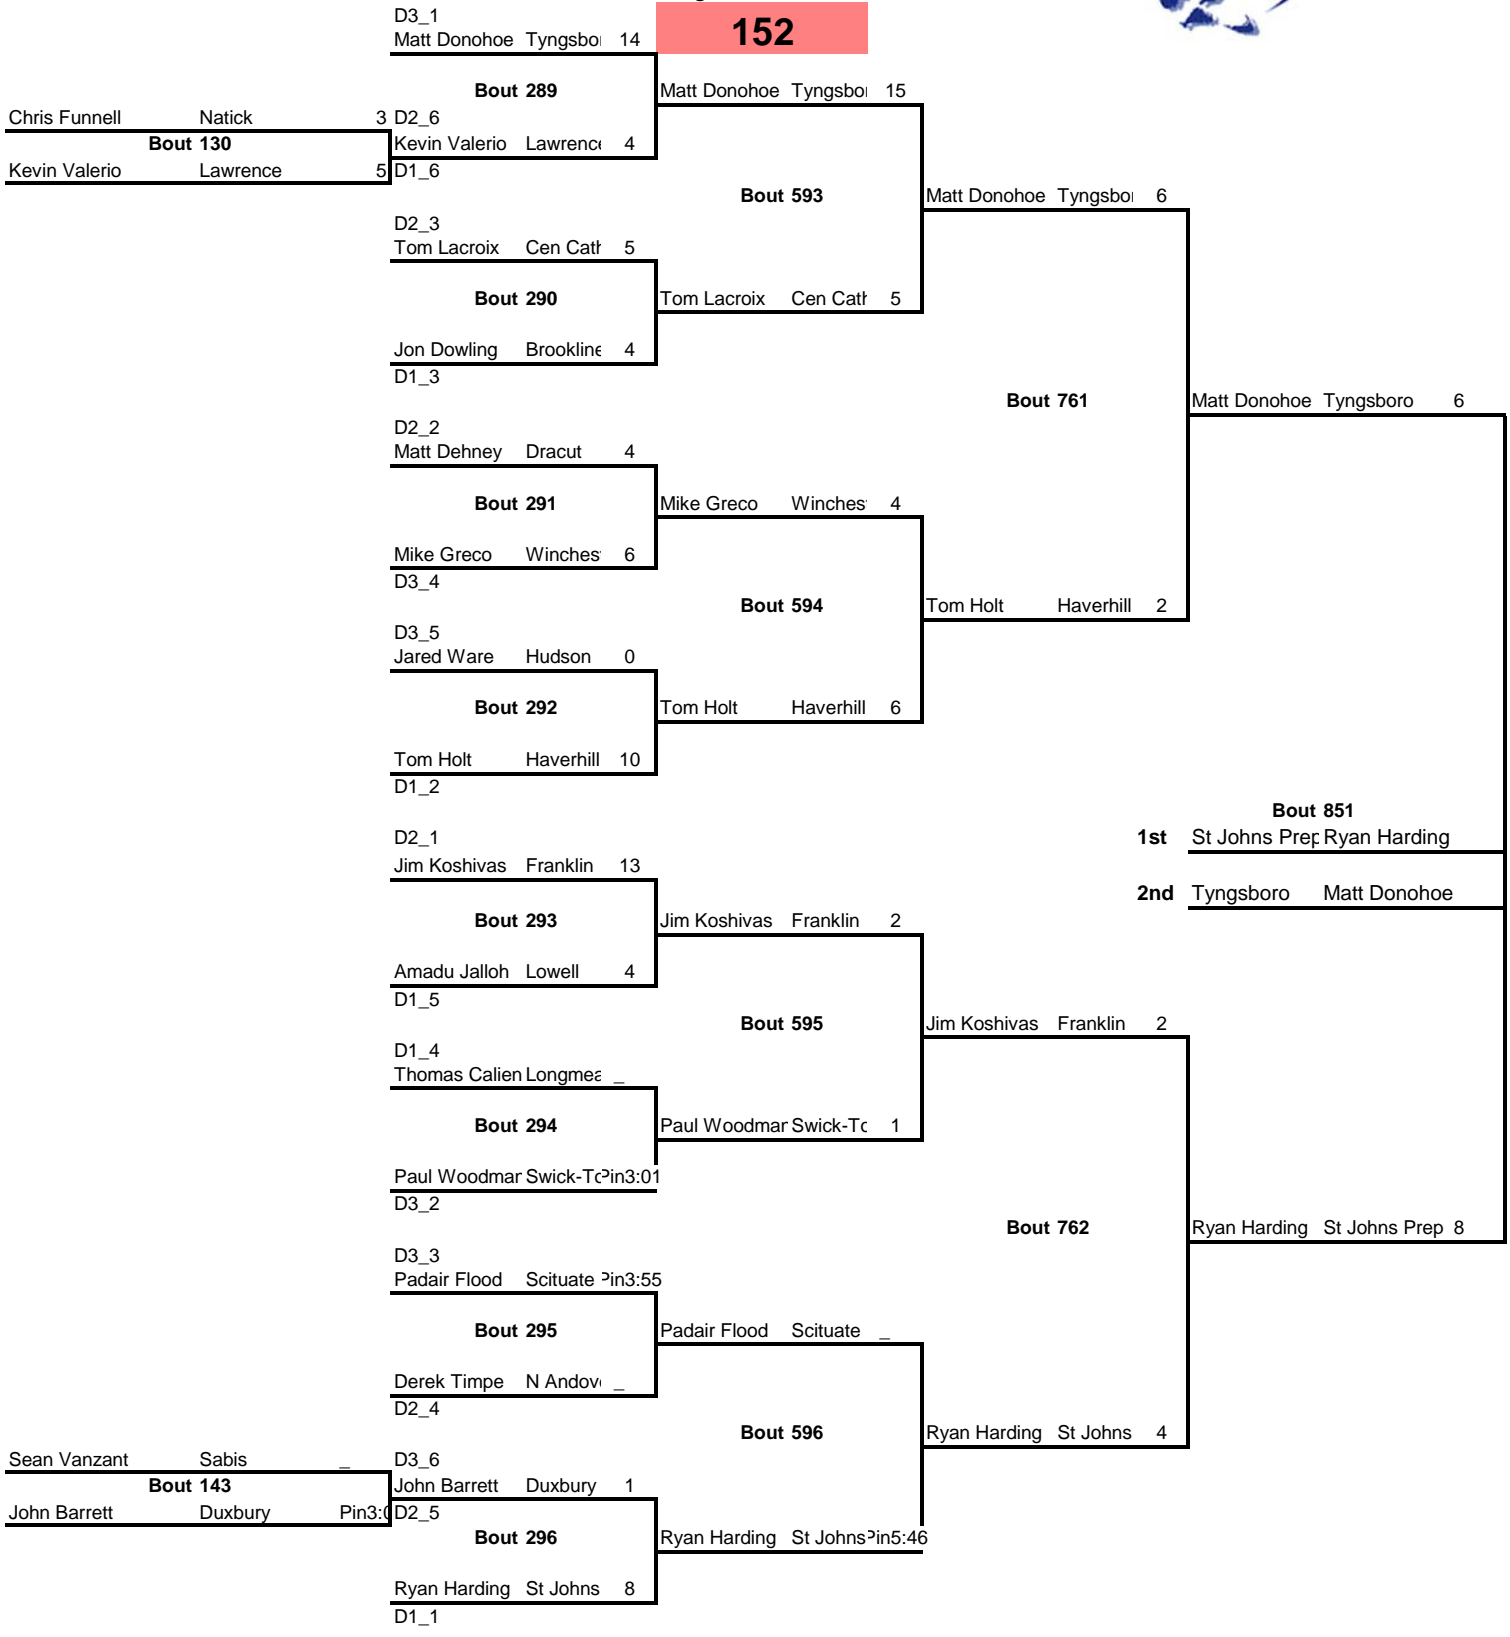 D3_1
152
Matt Donohoe Tyngsbo 14
Bout 289
Matt Donohoe Tyngsbo 15
Chris Funnell Natick 3 D2_6
Bout 130
Kevin Valerio Lawrence 4
Kevin Valerio Lawrence 5 D1_6
Bout 593
Matt Donohoe Tyngsbo 6
D2_3
Tom Lacroix Cen Cath 5
Bout 290
Tom Lacroix Cen Cath 5
Jon Dowling Brookline 4
D1_3
Bout 761
Matt Donohoe Tyngsboro 6
D2_2
Matt Dehney Dracut 4
Bout 291
Mike Greco Winches 4
Mike Greco Winches 6
D3_4
Bout 594
Tom Holt Haverhill 2
D3_5
Jared Ware Hudson 0
Bout 292
Tom Holt Haverhill 6
Tom Holt Haverhill 10
D1_2
Bout 851
D2_1
1st St Johns Prep Ryan Harding
Jim Koshivas Franklin 13
2nd Tyngsboro Matt Donohoe
Bout 293
Jim Koshivas Franklin 2
Amadu Jalloh Lowell 4
D1_5
Bout 595
Jim Koshivas Franklin 2
D1_4
Thomas Calien Longmea _
Bout 294
Paul Woodmar Swick-To 1
Paul Woodmar Swick-To Pin3:01
D3_2
Bout 762
Ryan Harding St Johns Prep 8
D3_3
Padair Flood Scituate Pin3:55
Bout 295
Padair Flood Scituate _
Derek Timpe N Andov _
D2_4
Bout 596
Ryan Harding St Johns 4
Sean Vanzant Sabis _ D3_6
Bout 143
John Barrett Duxbury 1
John Barrett Duxbury Pin3:0 D2_5
Bout 296
Ryan Harding St Johns Pin5:46
Ryan Harding St Johns 8
D1_1